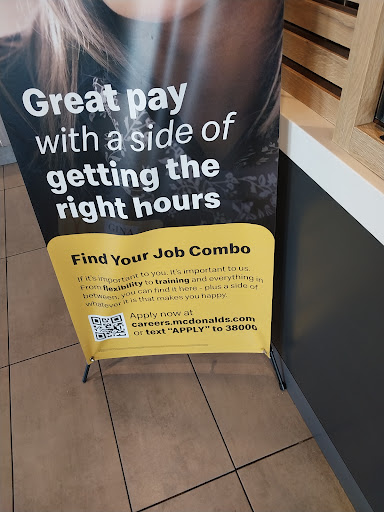 Great pay
with a side of
getting the
right hours
Find Your Job Combo
If it's important to you, it's important to us.
From flexibility to training and everything in
between, you can find it here - plus a side of
whatever it is that makes you happy.
Apply now at
careers.mcdonalds.com
or text "APPLY" to 38000